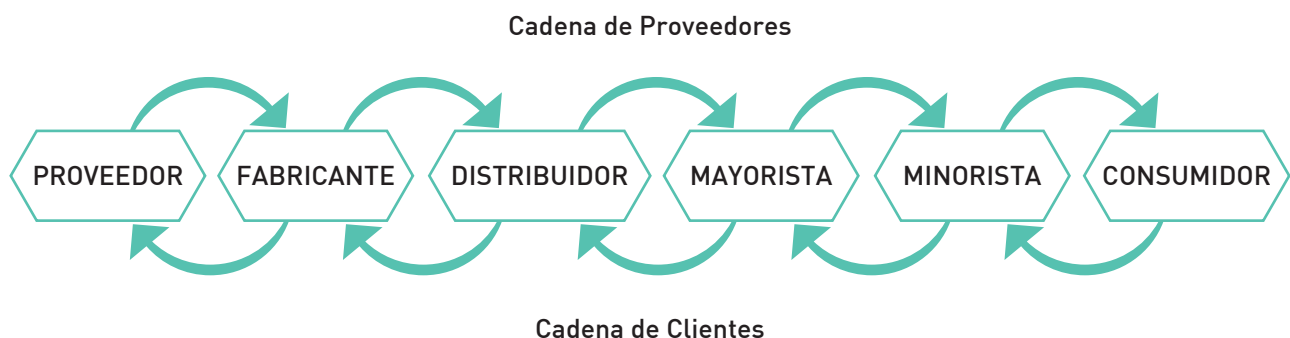 Cadena de Proveedores
PROVEEDOR
FABRICANTE
DISTRIBUIDOR
MAYORISTA
MINORISTA
CONSUMIDOR
Cadena de Clientes